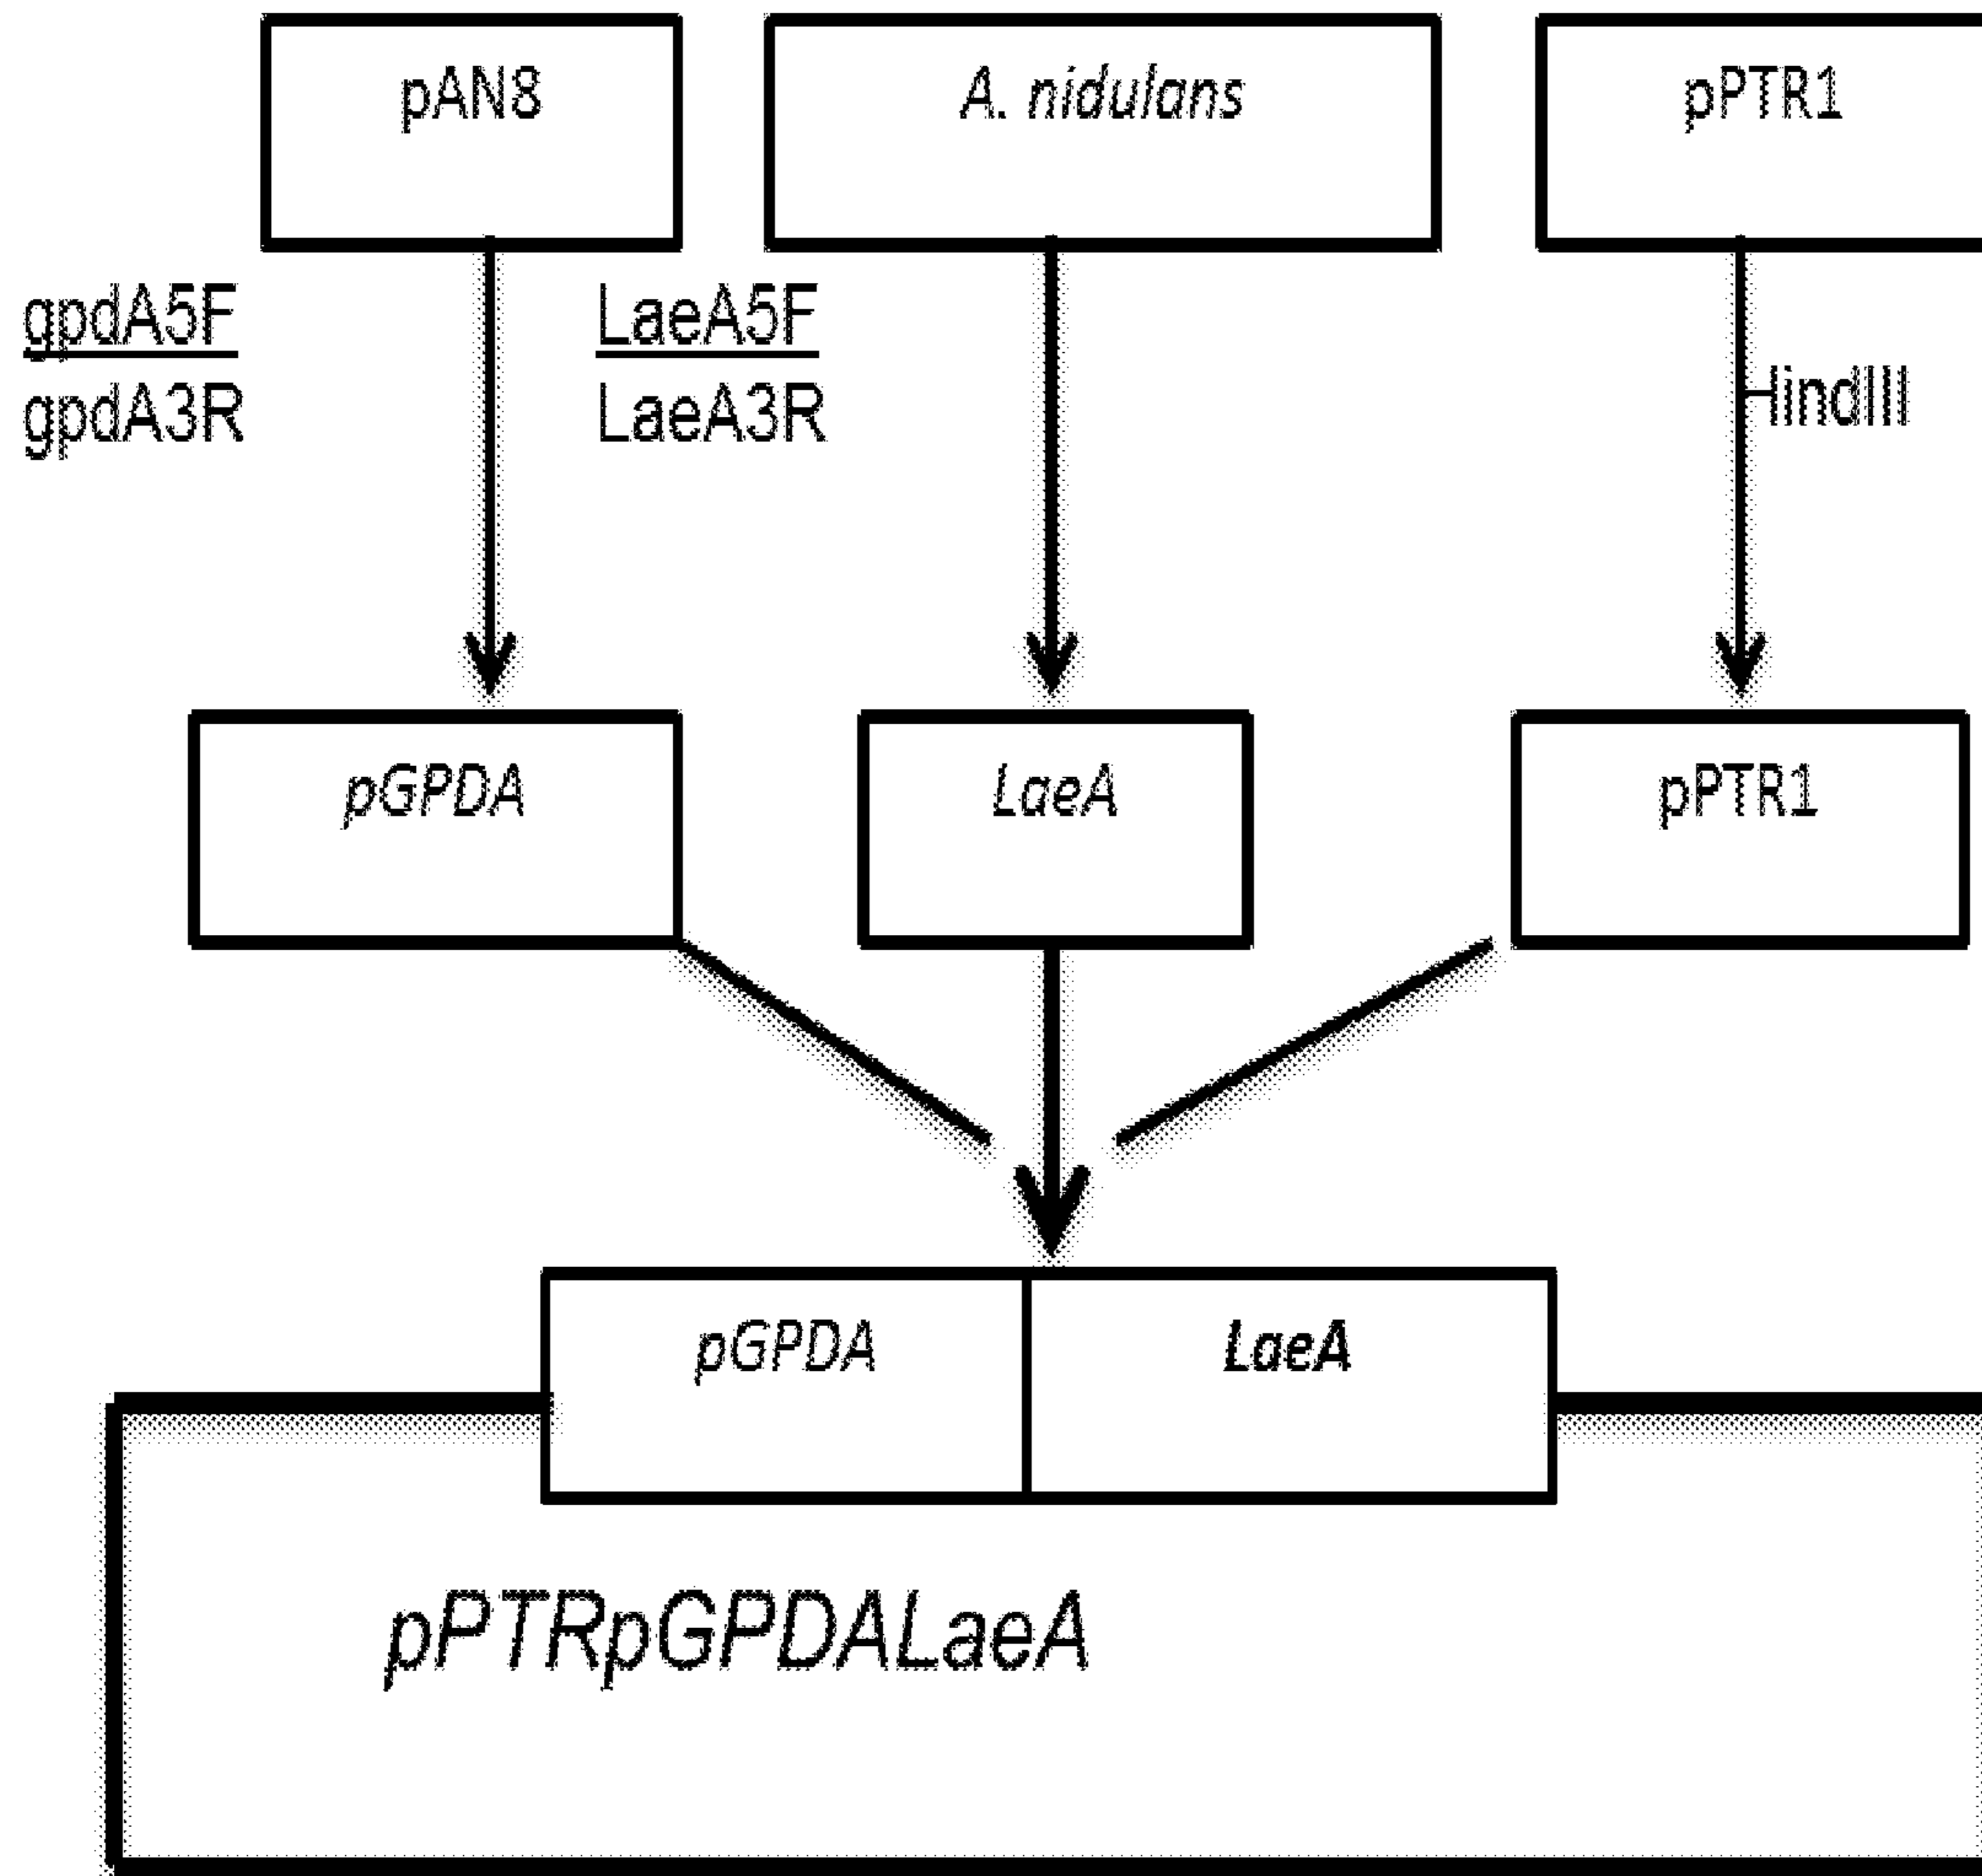 pAN8
A. nidulans
pPTR1
gpdA5F
gpdA3R
LaeA5F
LaeA3R
HindIII
pGPDA
LaeA
pPTR1
pGPDA
LaeA
pPTRpGPDALaeA